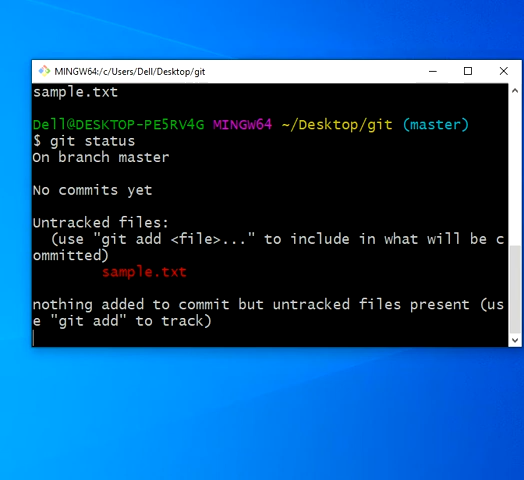 MINGW64:/c/Users/Dell/Desktop/git
sample.txt
Dell@DESKTOP-PE5RV4G MINGW64 ~/Desktop/git (master)
$ git status
On branch master
No commits yet
Untracked files:
(use "git add <file>..." to include in what will be c
ommitted)
sample.txt
nothing added to commit but untracked files present (us
e "git add" to track)